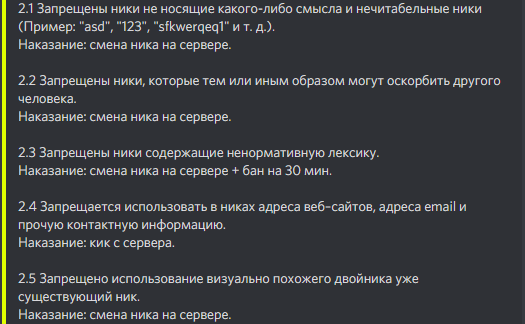 2.1 Запрещены ники не носящие какого-либо смысла и нечитабельные ники
(Пример: "asd", "123", "sfkwerqeq1" и т. д.).
Наказание: смена ника на сервере.
2.2 Запрещены ники, которые тем или иным образом могут оскорбить другого
человека.
Наказание: смена ника на сервере.
2.3 Запрещены ники содержащие ненормативную лексику.
Наказание: смена ника на сервере + бан на 30 мин.
2.4 Запрещается использовать в никах адреса веб-сайтов, адреса email и
прочую контактную информацию.
Наказание: кик с сервера.
2.5 Запрещено использование визуально похожего двойника уже
существующий ник.
Наказание: смена ника на сервере.